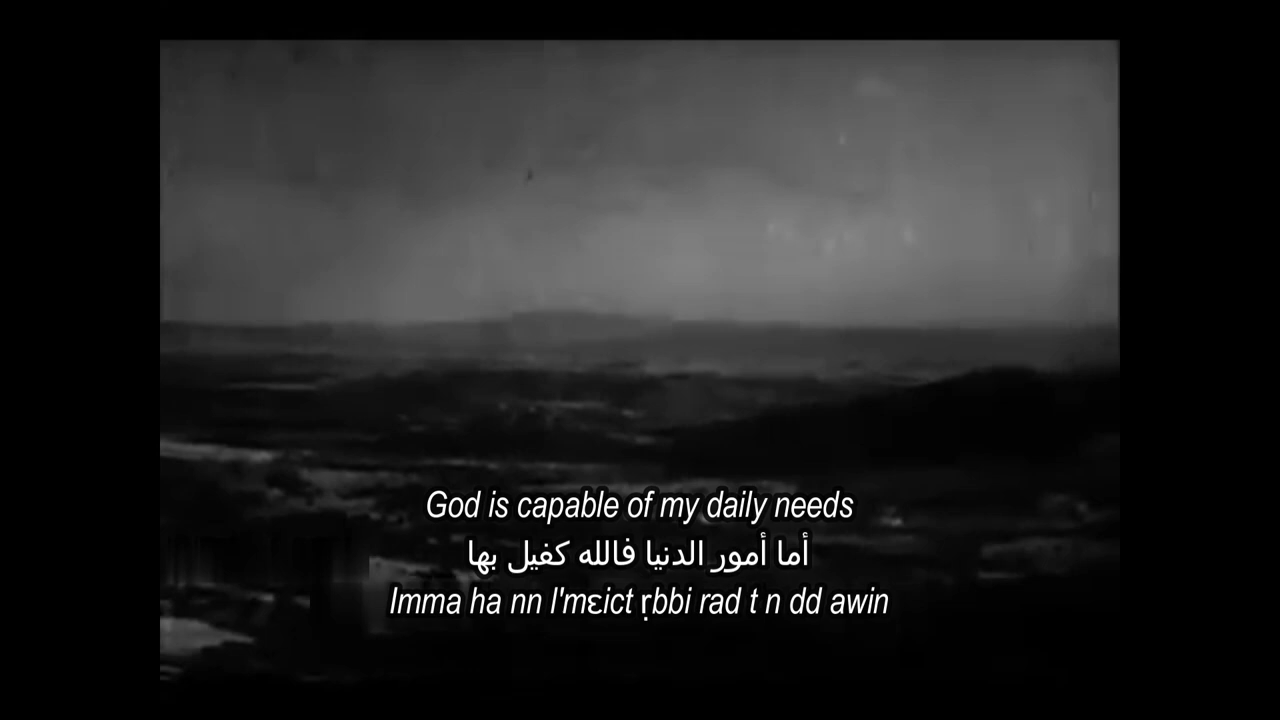 God is capable of my daily needs
أما أمور الدنيا فالله كفيل بها
Imma ha nn l'mɛict ṛbbi rad t n dd awin